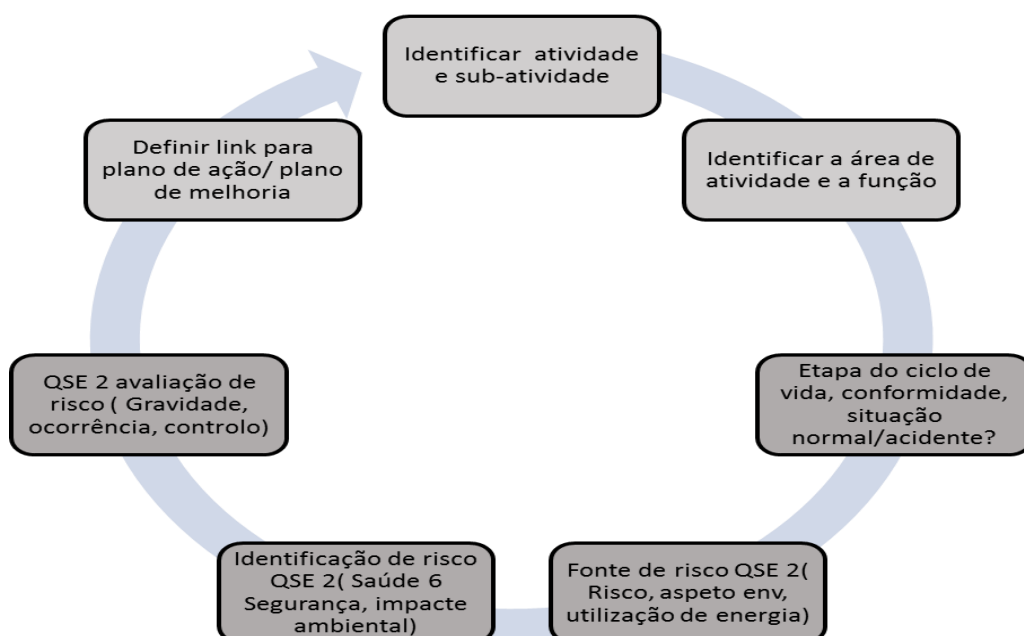 Identificar atividade
e sub-atividade
Identificar a área de
atividade e a função
Etapa do ciclo de
vida, conformidade,
situação
normal/acidente?
Fonte de risco QSE 2(
Risco, aspeto env,
utilização de energia)
Identificação de risco
QSE 2( Saúde 6
Segurança, impacte
ambiental)
QSE 2 avaliação de
risco ( Gravidade,
ocorrência, controlo)
Definir link para
plano de ação/ plano
de melhoria